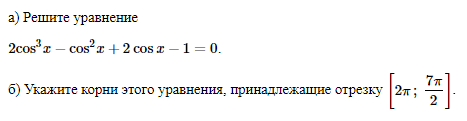 а) Решите уравнение
2cos³x − cos²x + 2 cos x − 1 = 0.
б) Укажите корни этого уравнения, принадлежащие отрезку [2π; 7π/2].